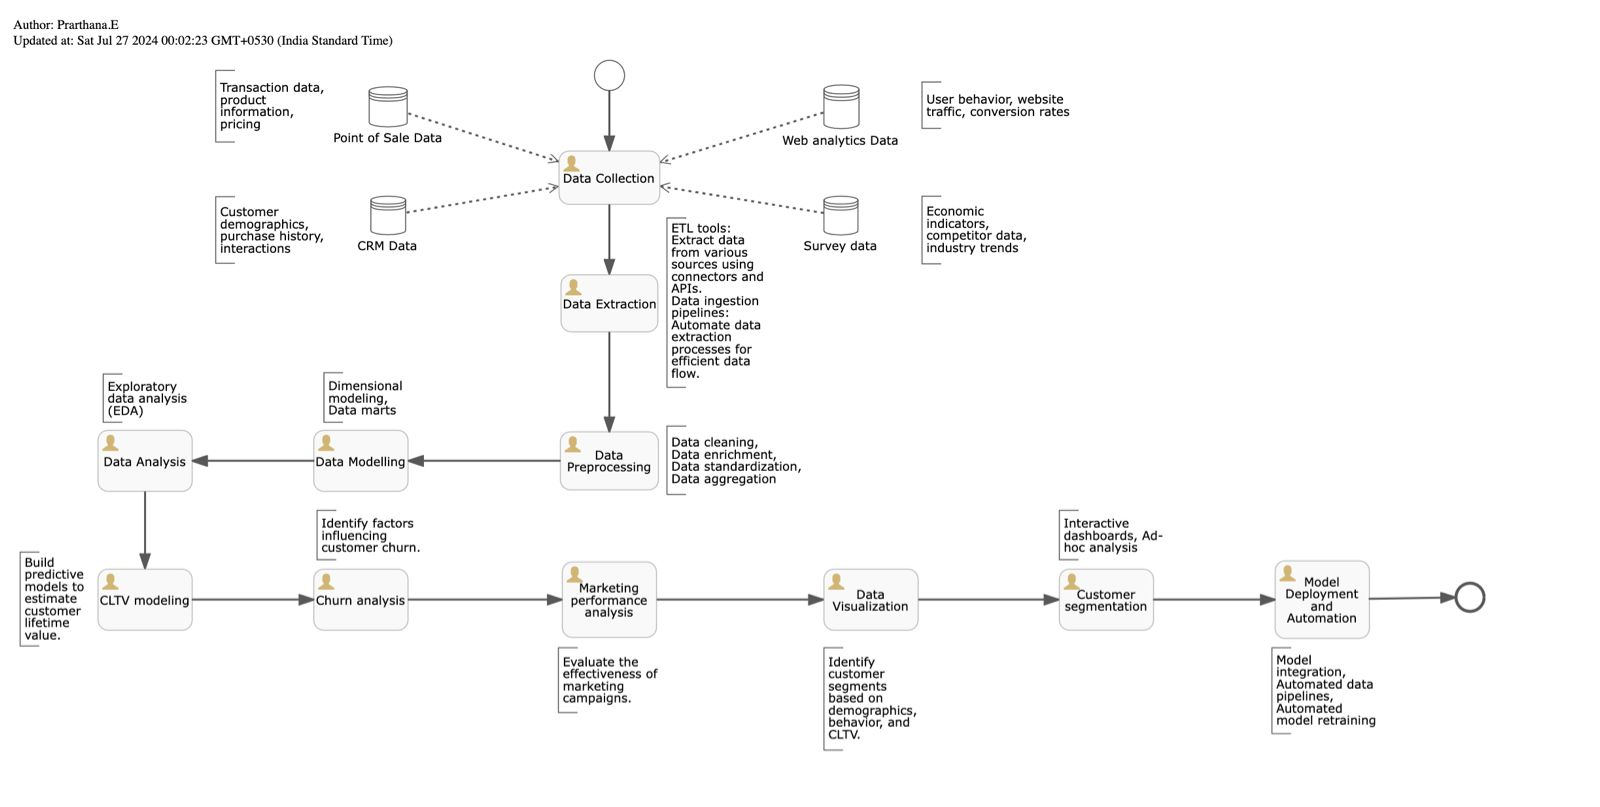 Author: Prarthana.E
Updated at: Sat Jul 27 2024 00:02:23 GMT+0530 (India Standard Time)
Transaction data,
product
information,
pricing
Point of Sale Data
Web analytics Data
User behavior, website
traffic, conversion rates
Data Collection
Customer
demographics,
purchase history,
interactions
CRM Data
Survey data
Economic
indicators,
competitor data,
industry trends
ETL tools:
Extract data
from various
sources using
connectors and
APIs.
Data ingestion
pipelines:
Automate data
extraction
processes for
efficient data
flow.
Data Extraction
Exploratory
data analysis
(EDA)
Dimensional
modeling,
Data marts
Data Analysis
Data Modelling
Data
Preprocessing
Data cleaning,
Data enrichment,
Data standardization,
Data aggregation
Identify factors
influencing
customer churn.
Interactive
dashboards, Ad-
hoc analysis
Build
predictive
models to
estimate
customer
lifetime
value.
CLTV modeling
Churn analysis
Marketing
performance
analysis
Data
Visualization
Customer
segmentation
Model
Deployment
and
Automation
Evaluate the
effectiveness of
marketing
campaigns.
Identify
customer
segments
based on
demographics,
behavior, and
CLTV.
Model
integration,
Automated data
pipelines,
Automated
model retraining